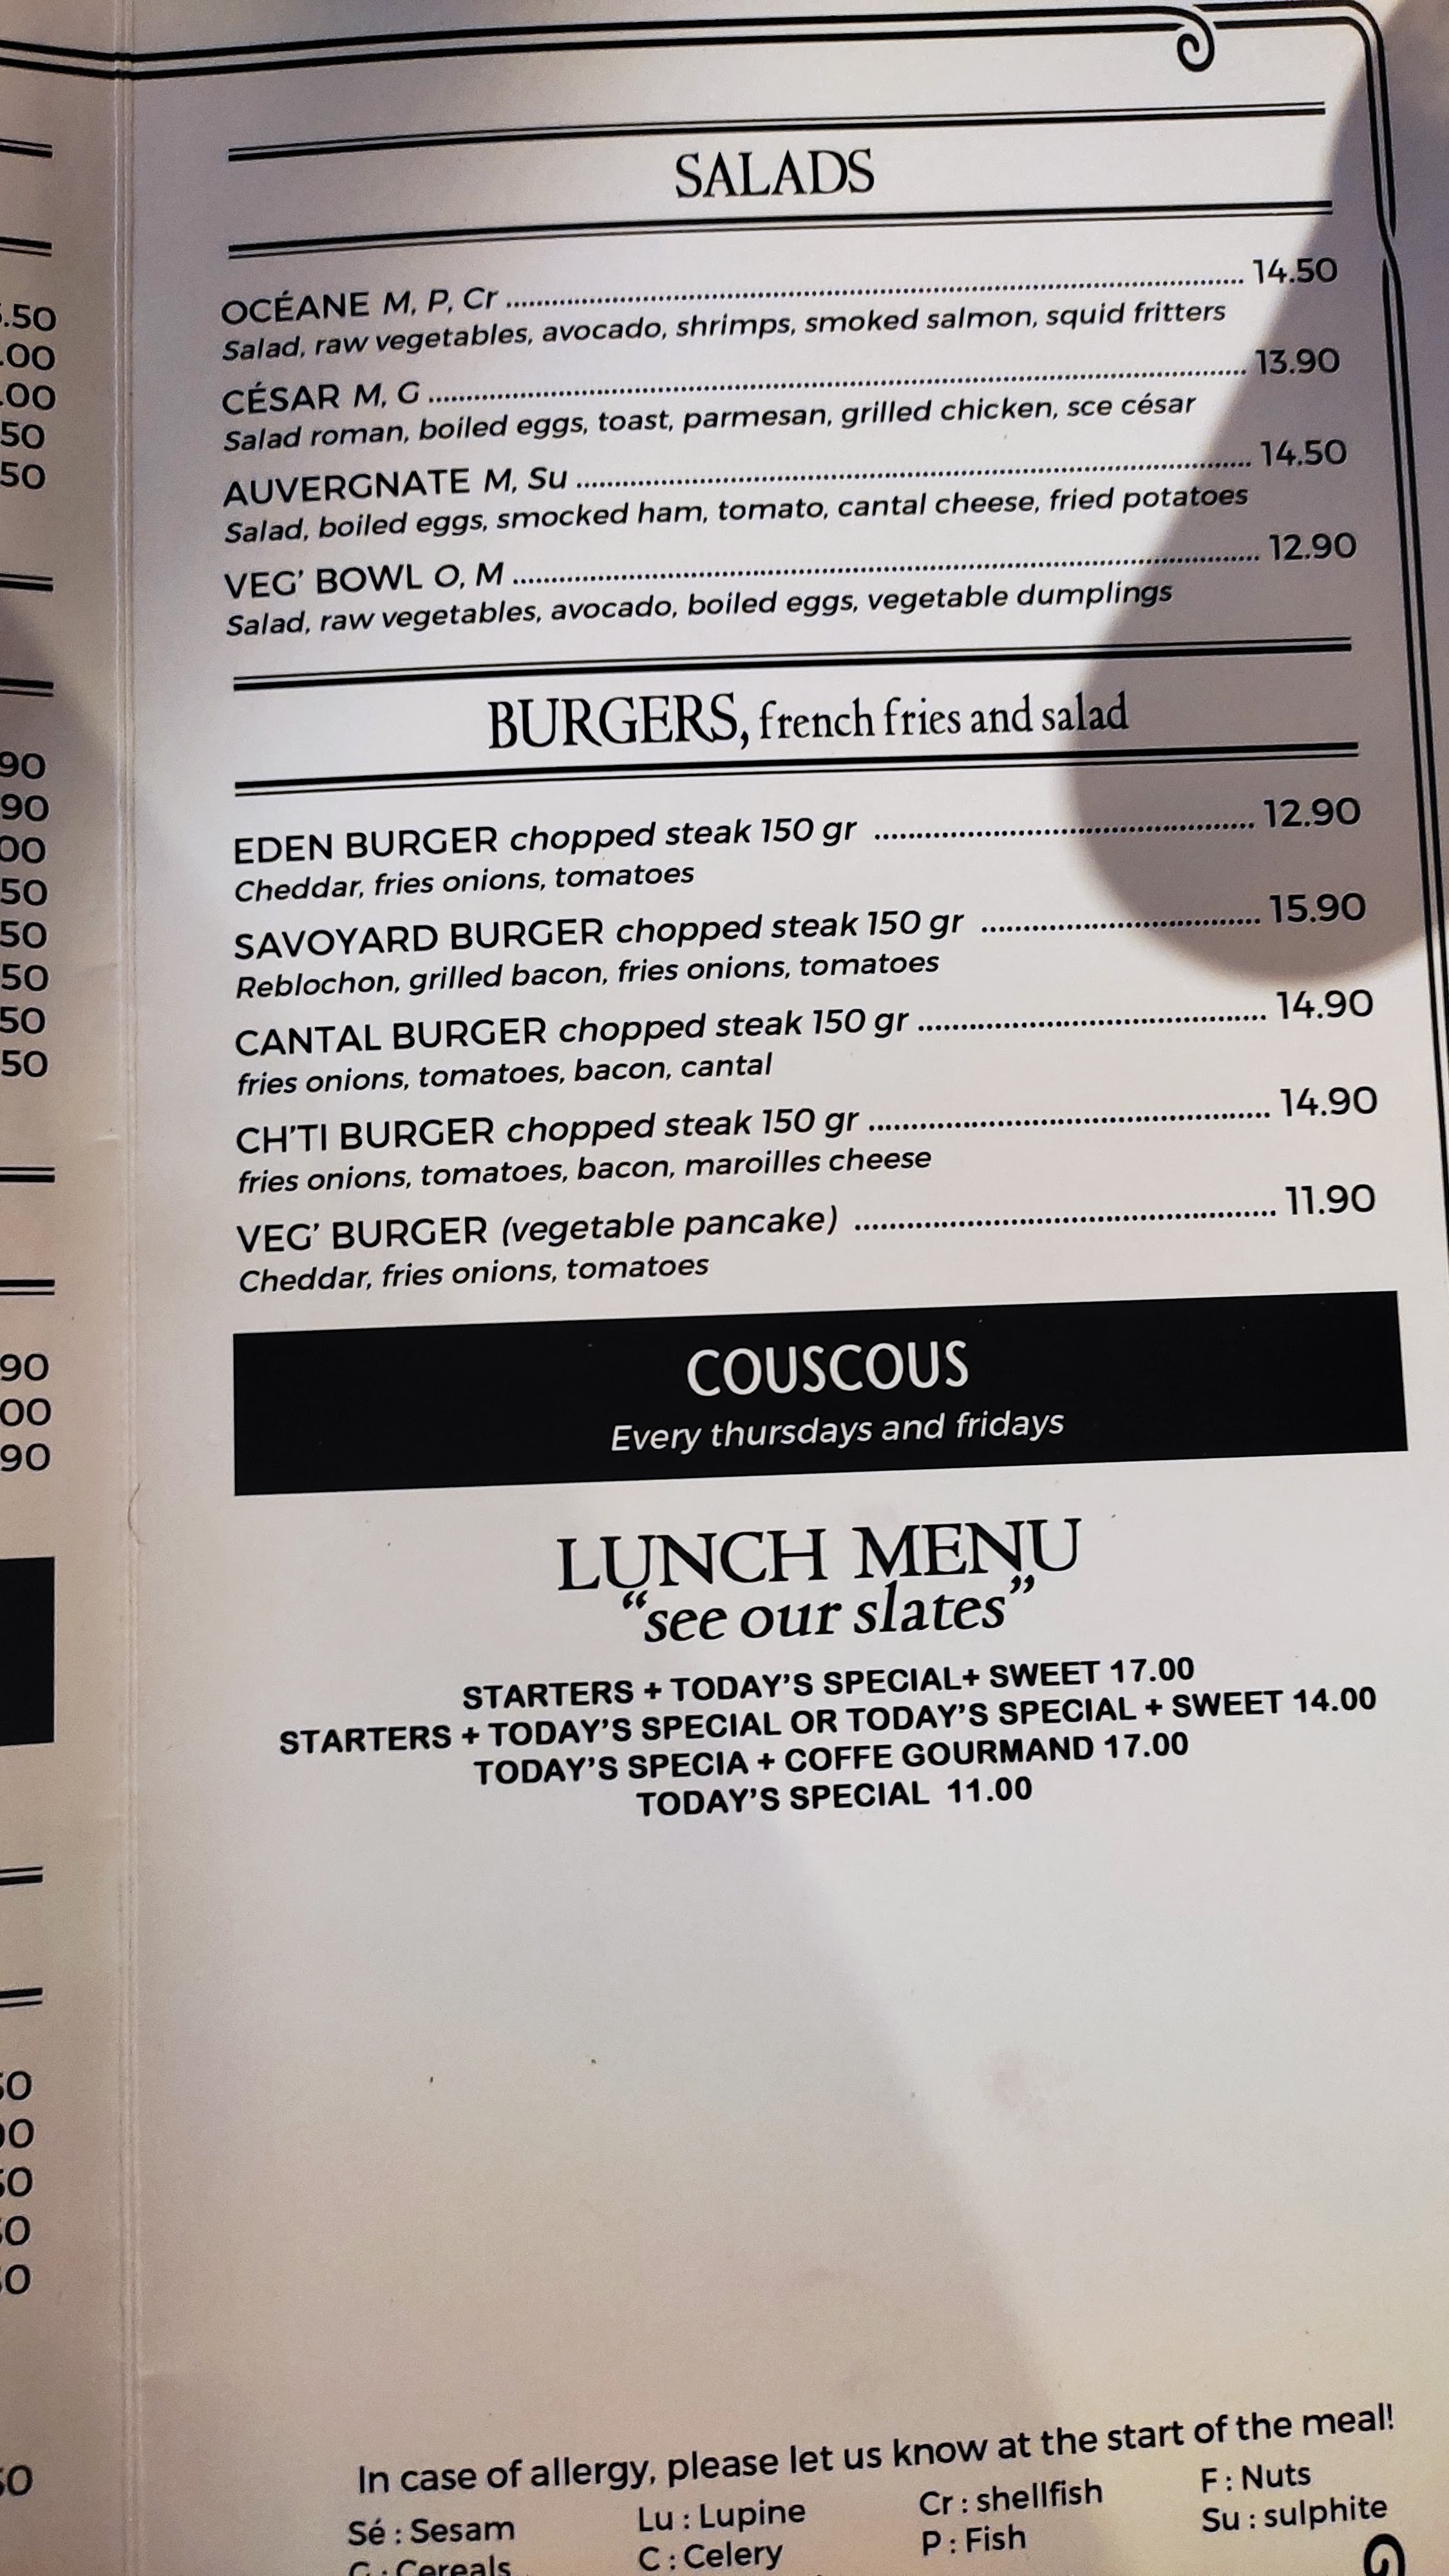 SALADS
OCÉANE M, P, Cr ........ 14.50
Salad, raw vegetables, avocado, shrimps, smoked salmon, squid fritters
CÉSAR M, G ........ 13.90
Salad roman, boiled eggs, toast, parmesan, grilled chicken, sce césar
AUVERGNATE M, Su ........ 14.50
Salad, boiled eggs, smocked ham, tomato, cantal cheese, fried potatoes
VEG' BOWL O, M ........ 12.90
Salad, raw vegetables, avocado, boiled eggs, vegetable dumplings
BURGERS, french fries and salad
EDEN BURGER chopped steak 150 gr ........ 12.90
Cheddar, fries onions, tomatoes
SAVOYARD BURGER chopped steak 150 gr ........ 15.90
Reblochon, grilled bacon, fries onions, tomatoes
CANTAL BURGER chopped steak 150 gr ........ 14.90
fries onions, tomatoes, bacon, cantal
CH'TI BURGER chopped steak 150 gr ........ 14.90
fries onions, tomatoes, bacon, maroilles cheese
VEG' BURGER (vegetable pancake) ........ 11.90
Cheddar, fries onions, tomatoes
COUSCOUS
Every thursdays and fridays
LUNCH MENU
"see our slates"
STARTERS + TODAY'S SPECIAL+ SWEET 17.00
STARTERS + TODAY'S SPECIAL OR TODAY'S SPECIAL + SWEET 14.00
TODAY'S SPECIA + COFFE GOURMAND 17.00
TODAY'S SPECIAL 11.00
In case of allergy, please let us know at the start of the meal!
Sé : Sesam Lu : Lupine Cr : shellfish F : Nuts
G : Cereals C : Celery P : Fish Su : sulphite